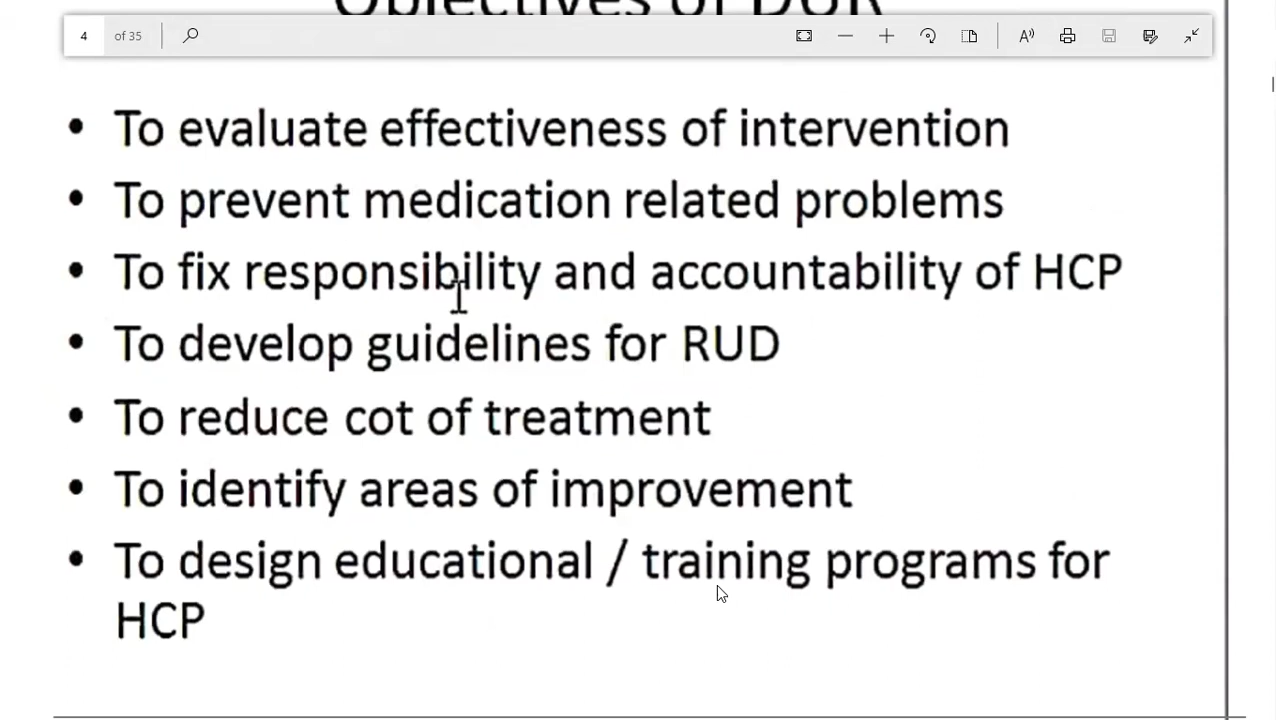 Objectives of DUR
4 of 35
• To evaluate effectiveness of intervention
• To prevent medication related problems
• To fix responsibility and accountability of HCP
• To develop guidelines for RUD
• To reduce cot of treatment
• To identify areas of improvement
• To design educational / training programs for
HCP